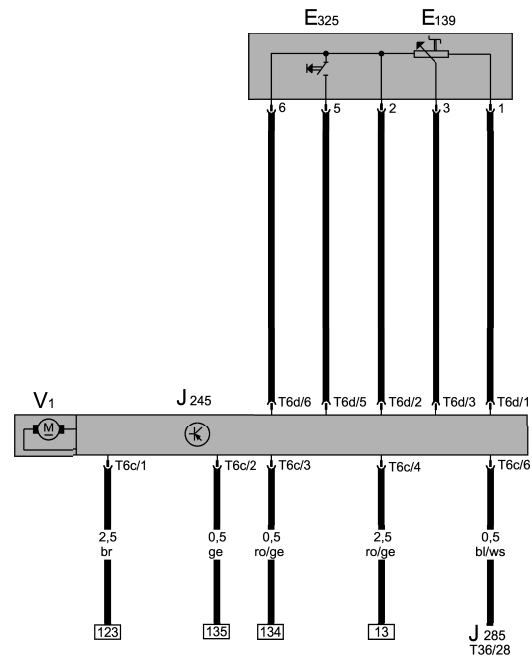 E325 E139
6 5 2 3 1
T6d/6 T6d/5 T6d/2 T6d/3 T6d/1
V1 J245
M
T6c/1 T6c/2 T6c/3 T6c/4 T6c/6
2,5 0,5 0,5 2,5 0,5
br ge ro/ge ro/ge bl/ws
123 135 134 13 J285
T36/28